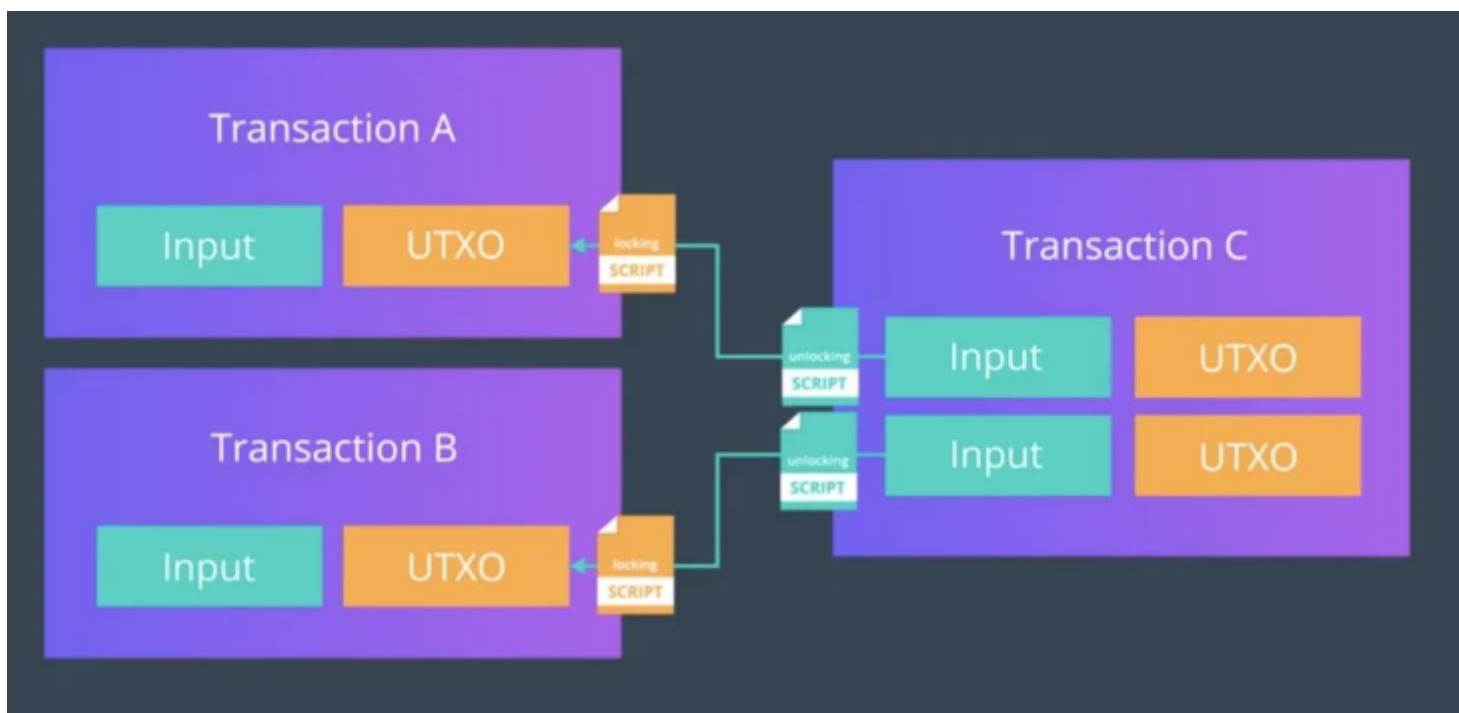 Transaction A
Input
UTXO
locking
SCRIPT
Transaction B
Input
UTXO
locking
SCRIPT
Transaction C
unlocking
SCRIPT
Input
UTXO
unlocking
SCRIPT
Input
UTXO